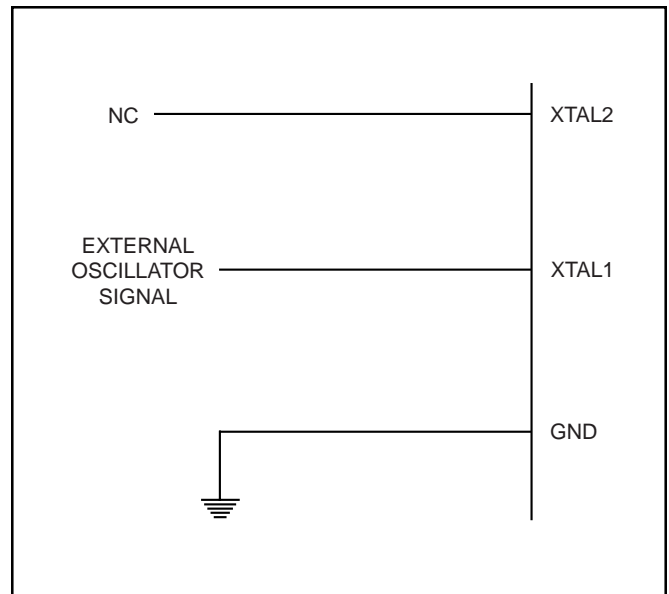 NC
XTAL2
EXTERNAL
OSCILLATOR
SIGNAL
XTAL1
GND